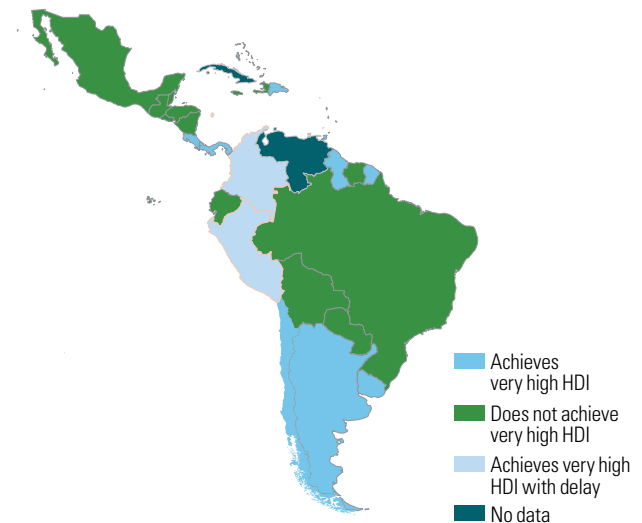 Achieves
very high HDI
Does not achieve
very high HDI
Achieves very high
HDI with delay
No data